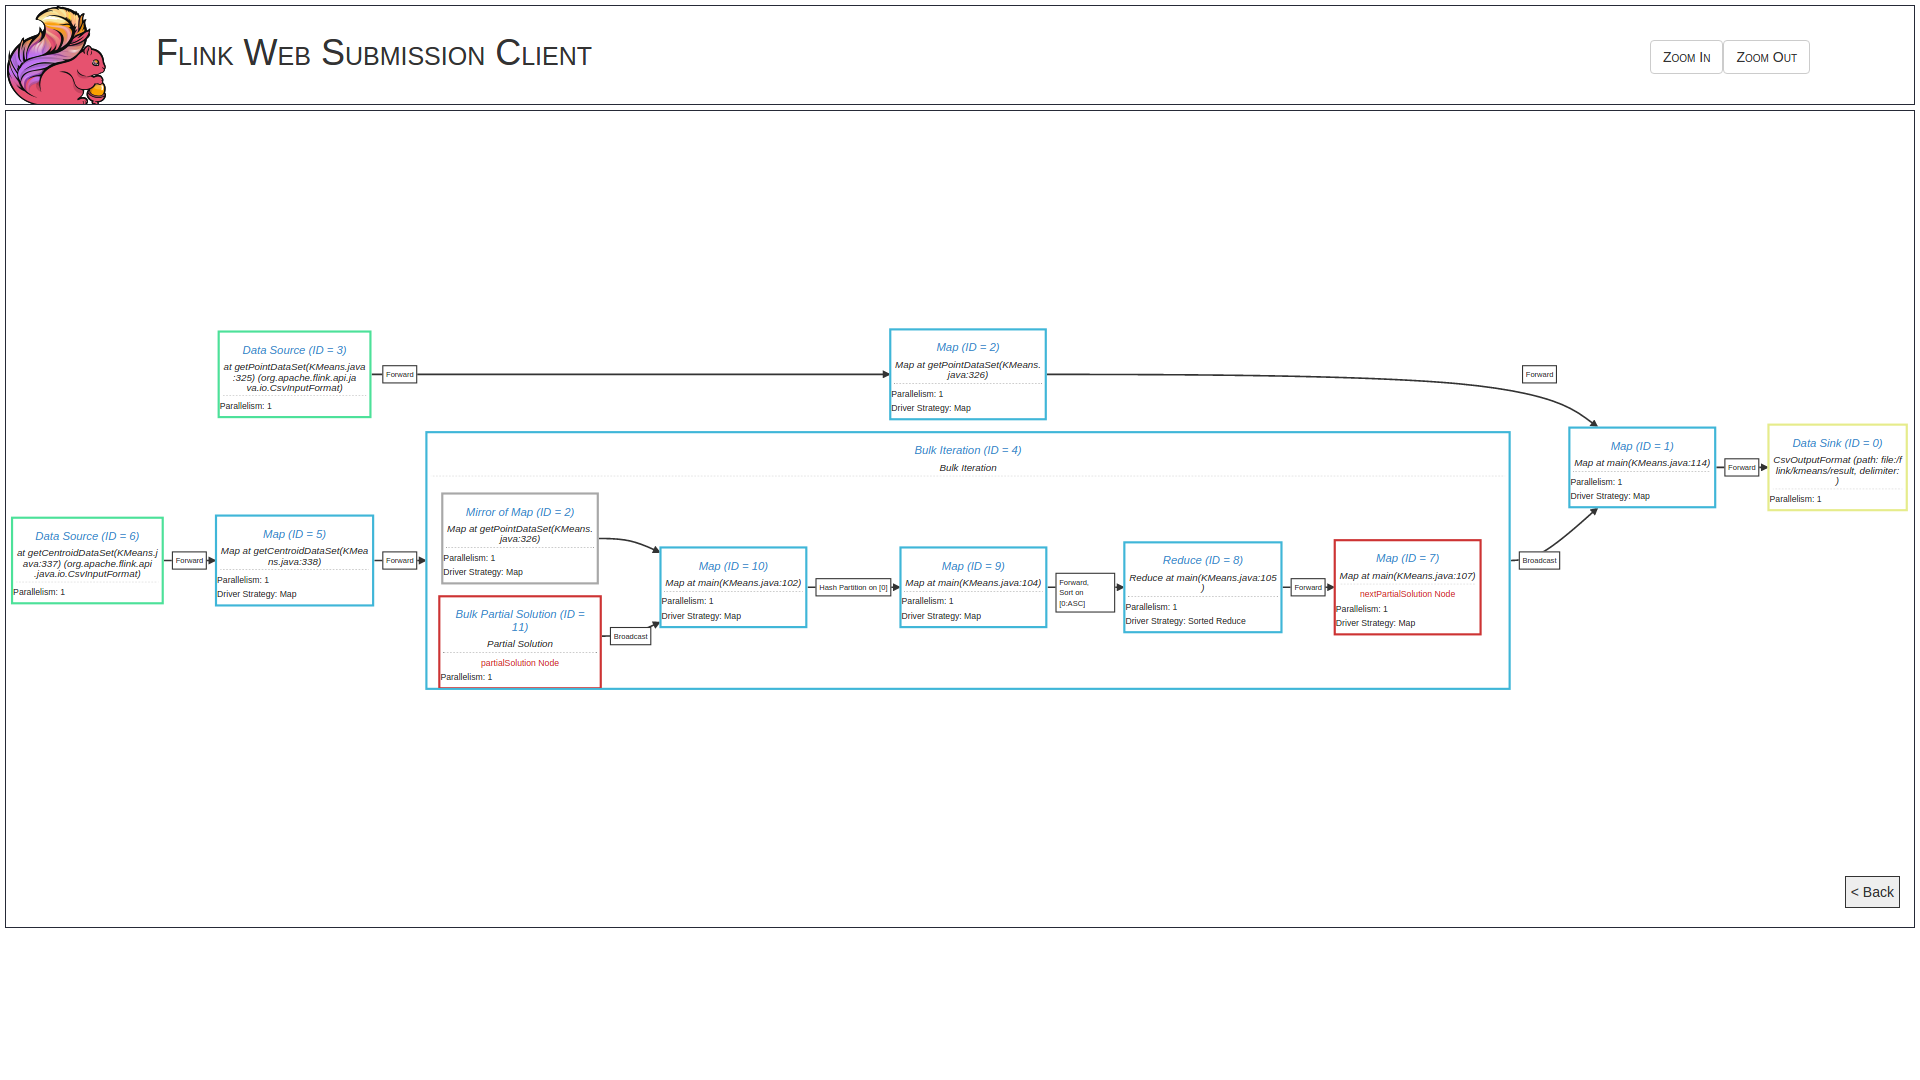 Flink Web Submission Client
Zoom In
Zoom Out
Data Source (ID = 3)
at getPointDataSet(KMeans.java
:325) (org.apache.flink.api.ja
va.io.CsvInputFormat)
Parallelism: 1
Forward
Map (ID = 2)
Map at getPointDataSet(KMeans.
java:326)
Parallelism: 1
Driver Strategy: Map
Forward
Data Source (ID = 6)
at getCentroidDataSet(KMeans.j
ava:337) (org.apache.flink.api
.java.io.CsvInputFormat)
Parallelism: 1
Forward
Map (ID = 5)
Map at getCentroidDataSet(KMea
ns.java:338)
Parallelism: 1
Driver Strategy: Map
Forward
Bulk Iteration (ID = 4)
Bulk Iteration
Mirror of Map (ID = 2)
Map at getPointDataSet(KMeans.
java:326)
Parallelism: 1
Driver Strategy: Map
Bulk Partial Solution (ID =
11)
Partial Solution
partialSolution Node
Parallelism: 1
Broadcast
Map (ID = 10)
Map at main(KMeans.java:102)
Parallelism: 1
Driver Strategy: Map
Hash Partition on [0]
Map (ID = 9)
Map at main(KMeans.java:104)
Parallelism: 1
Driver Strategy: Map
Forward,
Sort on
[0:ASC]
Reduce (ID = 8)
Reduce at main(KMeans.java:105
)
Parallelism: 1
Driver Strategy: Sorted Reduce
Forward
Map (ID = 7)
Map at main(KMeans.java:107)
nextPartialSolution Node
Parallelism: 1
Driver Strategy: Map
Broadcast
Map (ID = 1)
Map at main(KMeans.java:114)
Parallelism: 1
Driver Strategy: Map
Forward
Data Sink (ID = 0)
CsvOutputFormat (path: file:/f
link/kmeans/result, delimiter:
)
Parallelism: 1
< Back